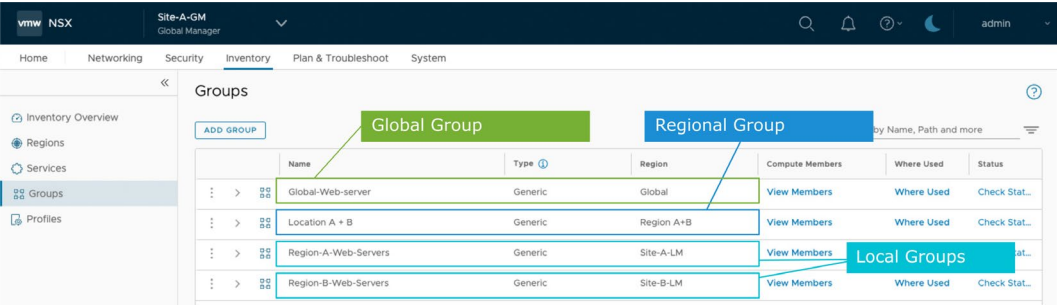 vmw NSX
Site-A-GM
Global Manager
admin
Home Networking Security Inventory Plan & Troubleshoot System
Groups
Inventory Overview
Regions
Services
Groups
Profiles
ADD GROUP
Global Group
Regional Group
by Name, Path and more
Name Type Region Compute Members Where Used Status
Global-Web-server Generic Global View Members Where Used Check Stat...
Location A + B Generic Region A+B View Members Where Used Check Stat...
Region-A-Web-Servers Generic Site-A-LM View Members
Local Groups
Region-B-Web-Servers Generic Site-B-LM View Members Where Used Check Stat...